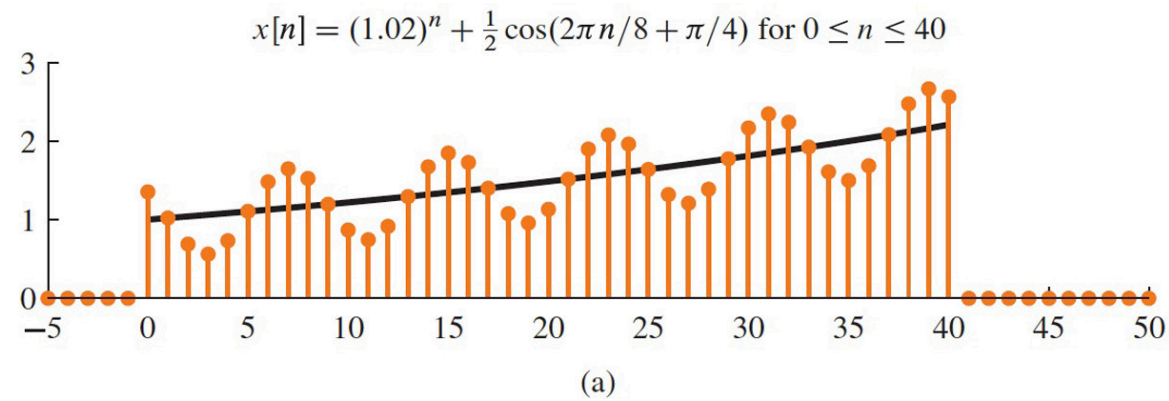 x[n] = (1.02)ⁿ + ½ cos(2πn/8 + π/4) for 0 ≤ n ≤ 40
3
2
1
0
−5 0 5 10 15 20 25 30 35 40 45 50
(a)